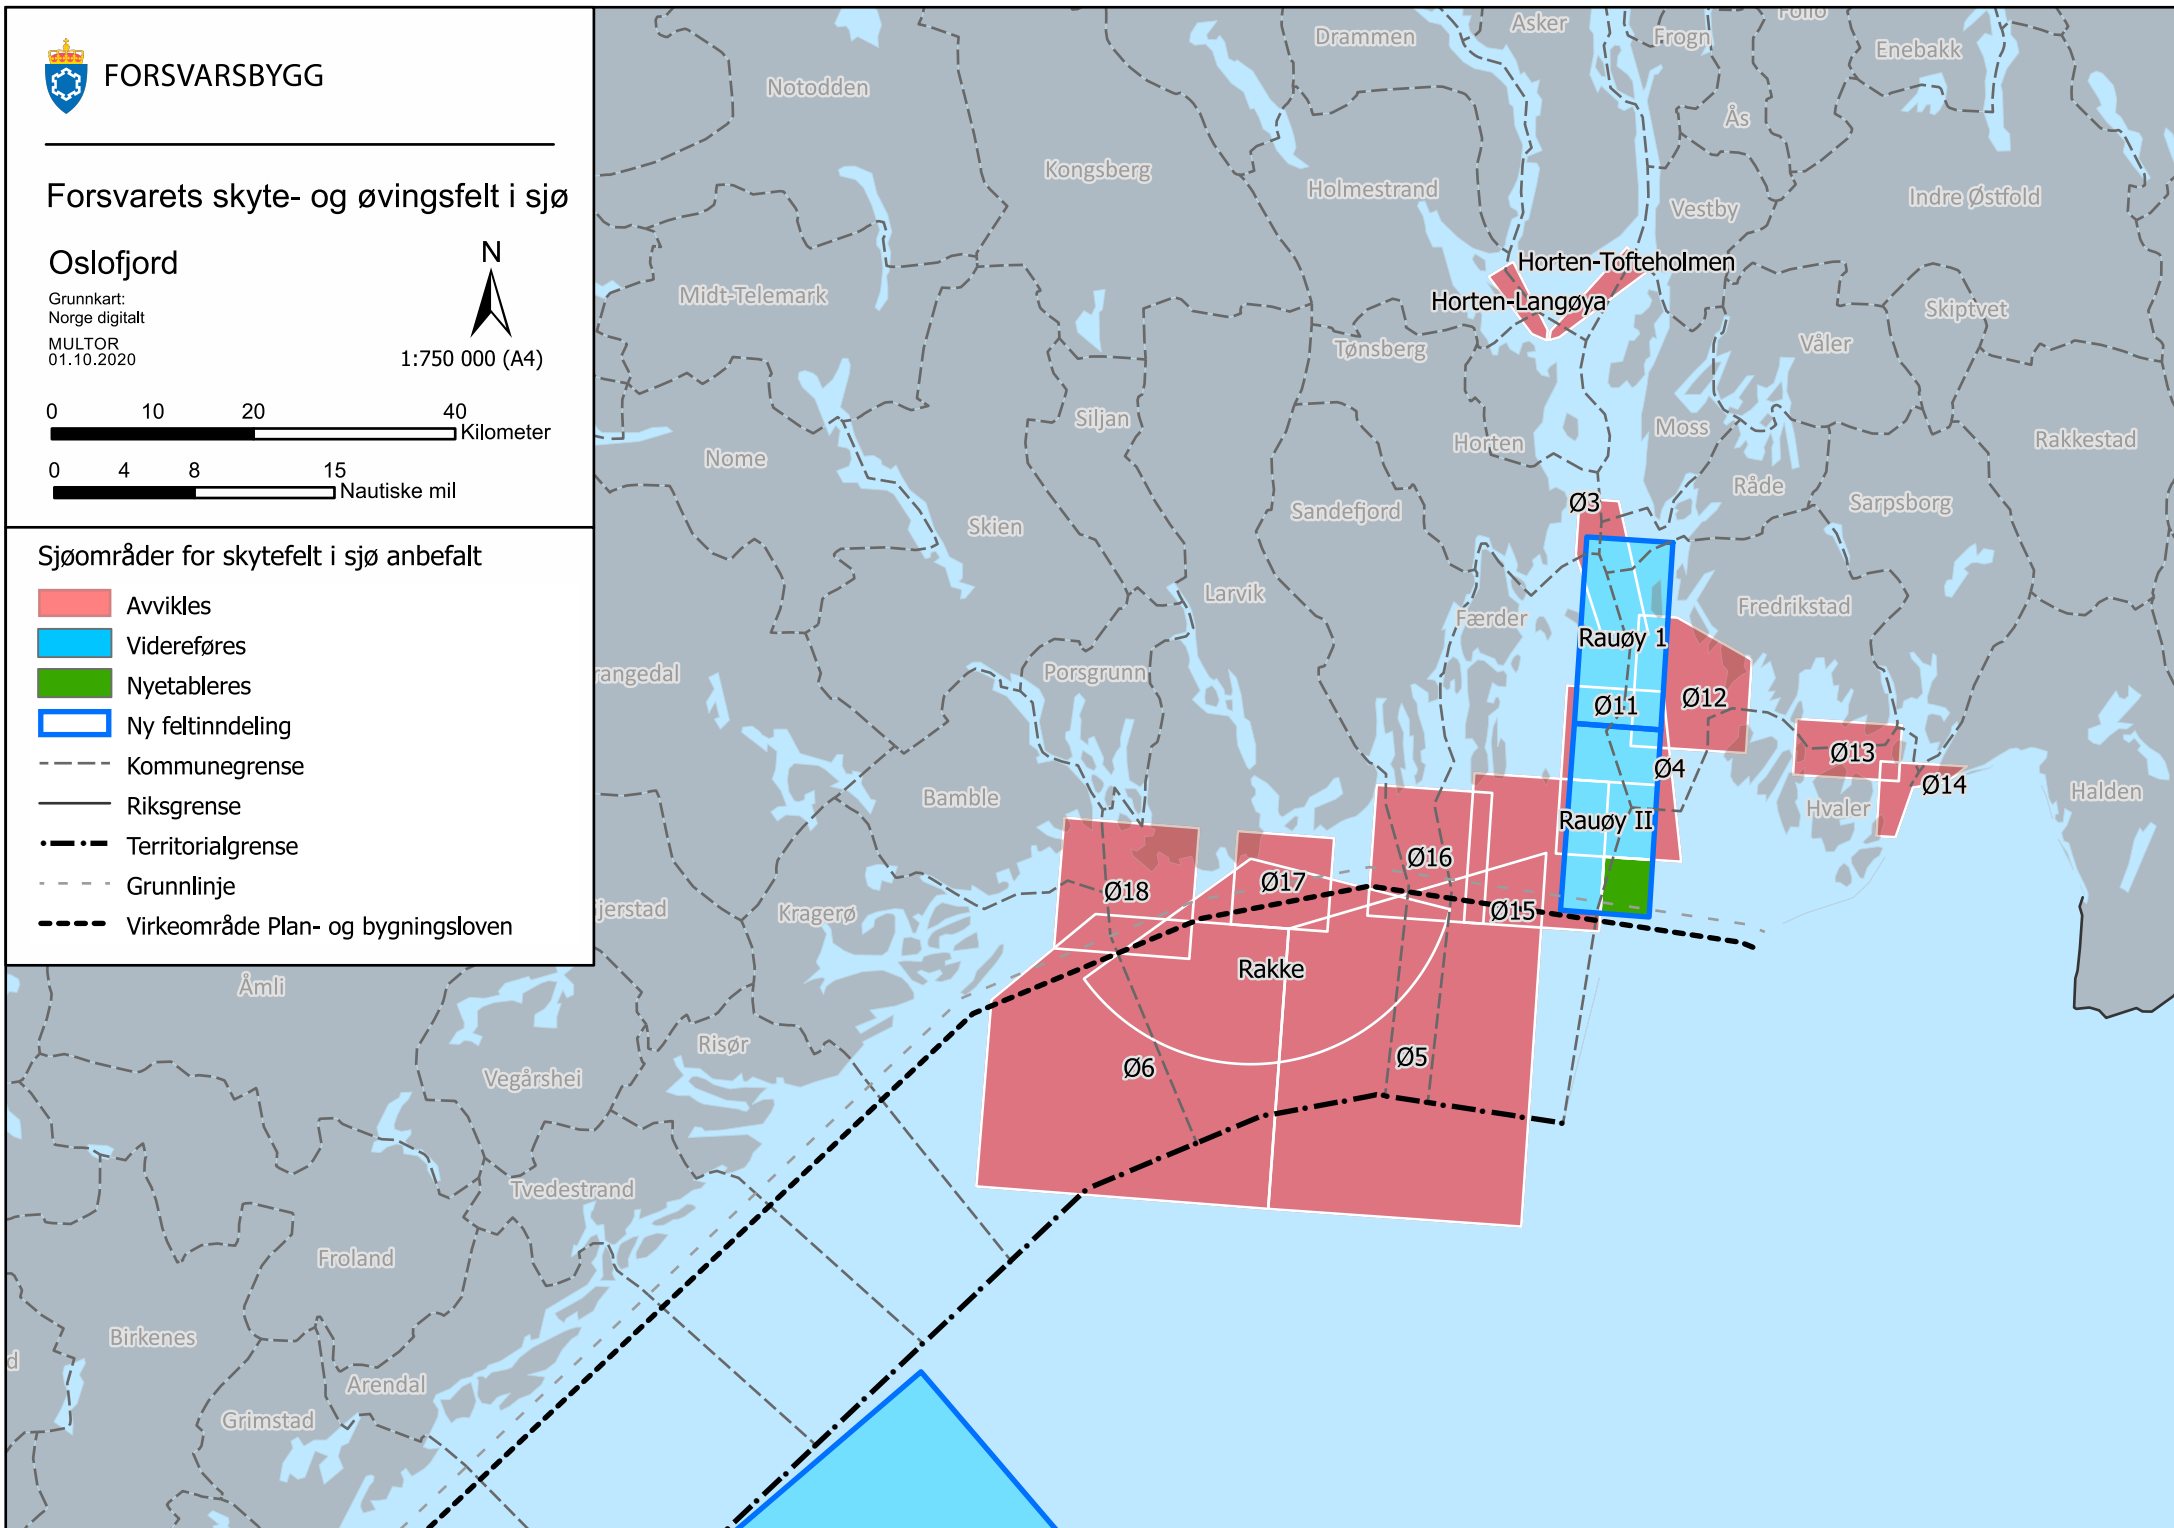 FORSVARSBYGG
Forsvarets skyte- og øvingsfelt i sjø
Oslofjord
Grunnkart:
Norge digitalt
MULTOR
01.10.2020
N
1:750 000 (A4)
0 10 20 40
Kilometer
0 4 8 15
Nautiske mil
Sjøområder for skytefelt i sjø anbefalt
Avvikles
Videreføres
Nyetableres
Ny feltinndeling
Kommunegrense
Riksgrense
Territorialgrense
Grunnlinje
Virkeområde Plan- og bygningsloven
Follo
Asker
Drammen
Frogn
Enebakk
Notodden
Ås
Kongsberg
Holmestrand
Indre Østfold
Vestby
Horten-Tofteholmen
Midt-Telemark
Horten-Langøya
Skiptvet
Tønsberg
Våler
Siljan
Moss
Horten
Rakkestad
Nome
Råde
Ø3
Sarpsborg
Sandefjord
Skien
Larvik
Fredrikstad
Færder
Rauøy 1
rangedal
Porsgrunn
Ø12
Ø11
Ø13
Ø4
Ø14
Halden
Bamble
Hvaler
Rauøy II
Ø16
Ø17
Ø18
jerstad
Kragerø
Ø15
Rakke
Åmli
Risør
Ø5
Ø6
Vegårshei
Tvedestrand
Froland
Birkenes
d
Arendal
Grimstad